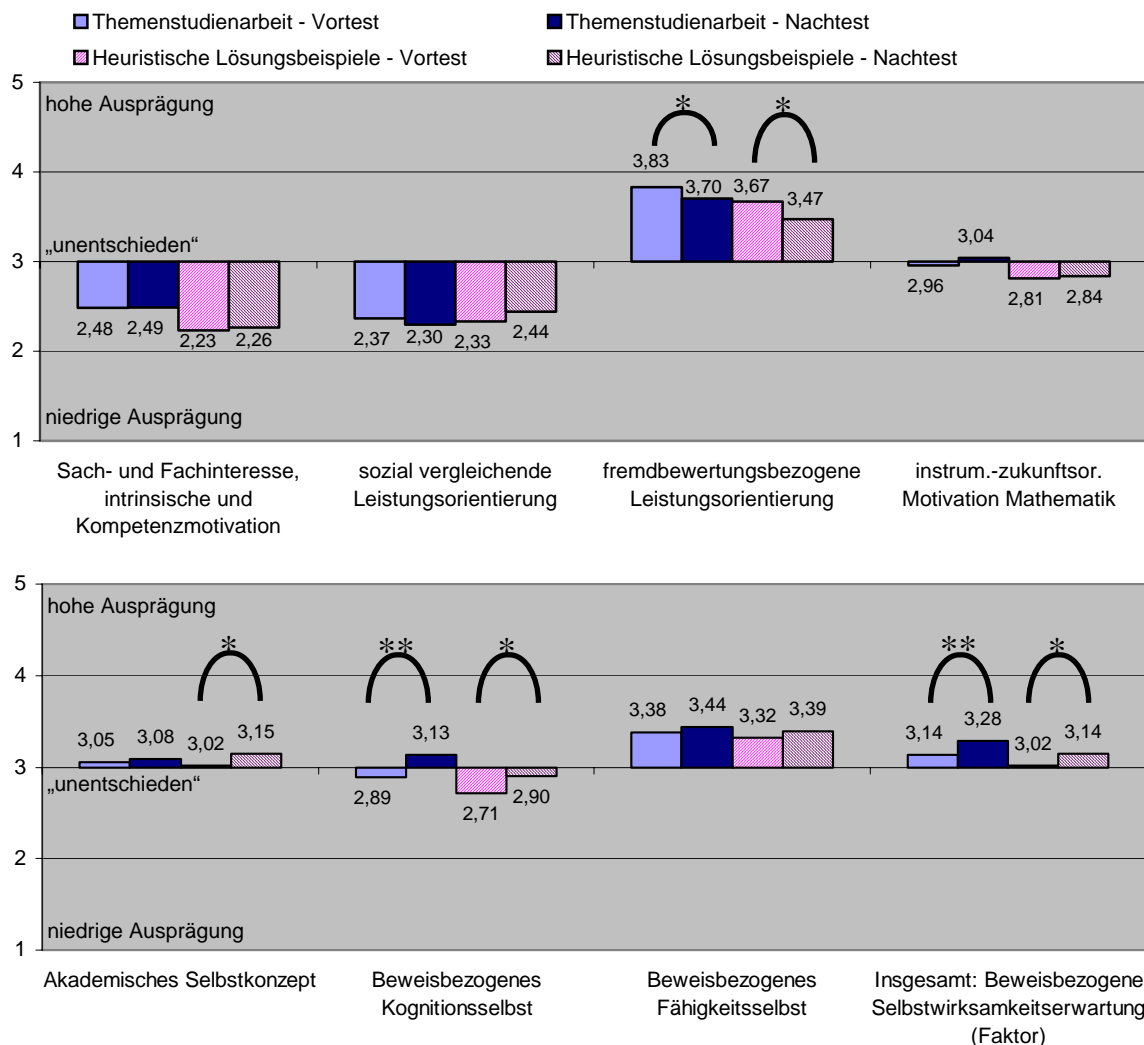 Themenstudienarbeit - Vortest
Themenstudienarbeit - Nachtest
Heuristische Lösungsbeispiele - Vortest
Heuristische Lösungsbeispiele - Nachtest
5
hohe Ausprägung
* *
4
3,83
3,70
3,67
3,47
„unentschieden“
3
3,04
2,48
2,49
2,23
2,26
2,37
2,30
2,33
2,44
2,96
2,81
2,84
2
niedrige Ausprägung
1
Sach- und Fachinteresse,
intrinsische und
Kompetenzmotivation
sozial vergleichende
Leistungsorientierung
fremdbewertungsbezogene
Leistungsorientierung
instrum.-zukunftsor.
Motivation Mathematik
5
hohe Ausprägung
* ** * ** *
4
3,05
3,08
3,02
3,15
3,13
3,38
3,44
3,32
3,39
3,14
3,28
3,02
3,14
3
„unentschieden“
2,89
2,71
2,90
2
niedrige Ausprägung
1
Akademisches Selbstkonzept
Beweisbezogenes
Kognitionsselbst
Beweisbezogenes
Fähigkeitsselbst
Insgesamt: Beweisbezogene
Selbstwirksamkeitserwartung
(Faktor)